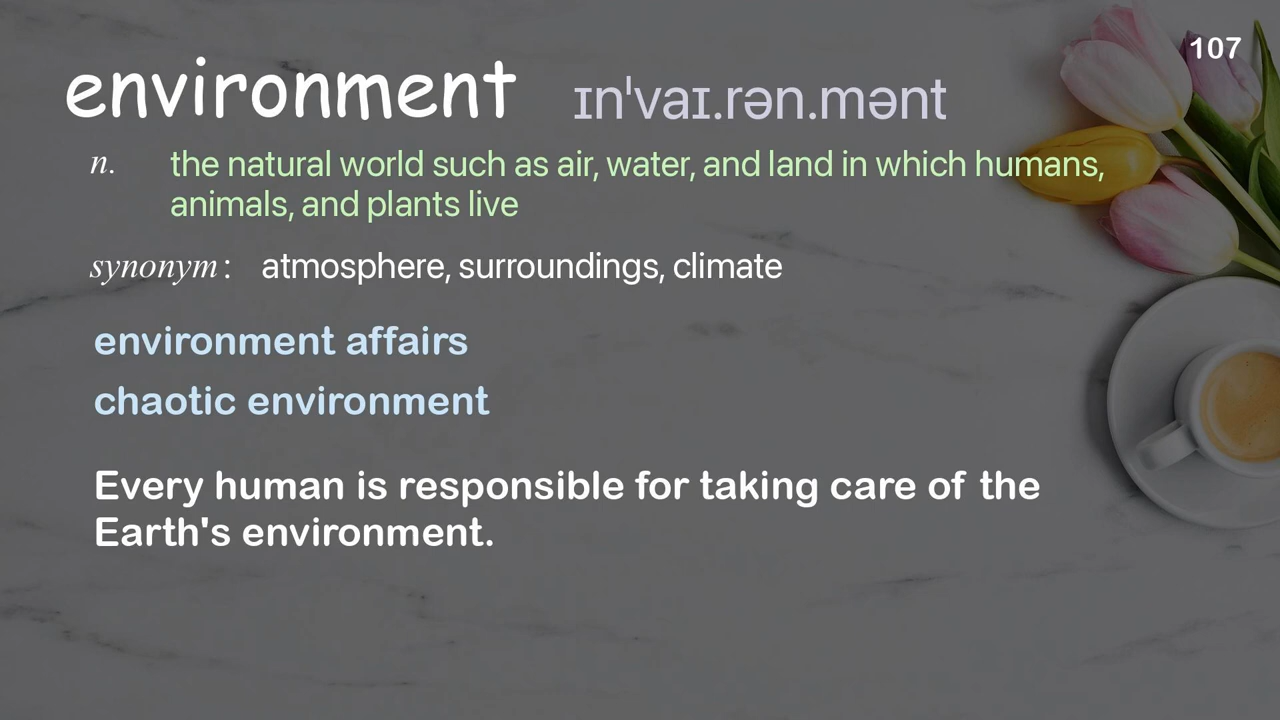 107
environment ɪnˈvaɪ.rən.mənt
n. the natural world such as air, water, and land in which humans,
animals, and plants live
synonym: atmosphere, surroundings, climate
environment affairs
chaotic environment
Every human is responsible for taking care of the
Earth's environment.